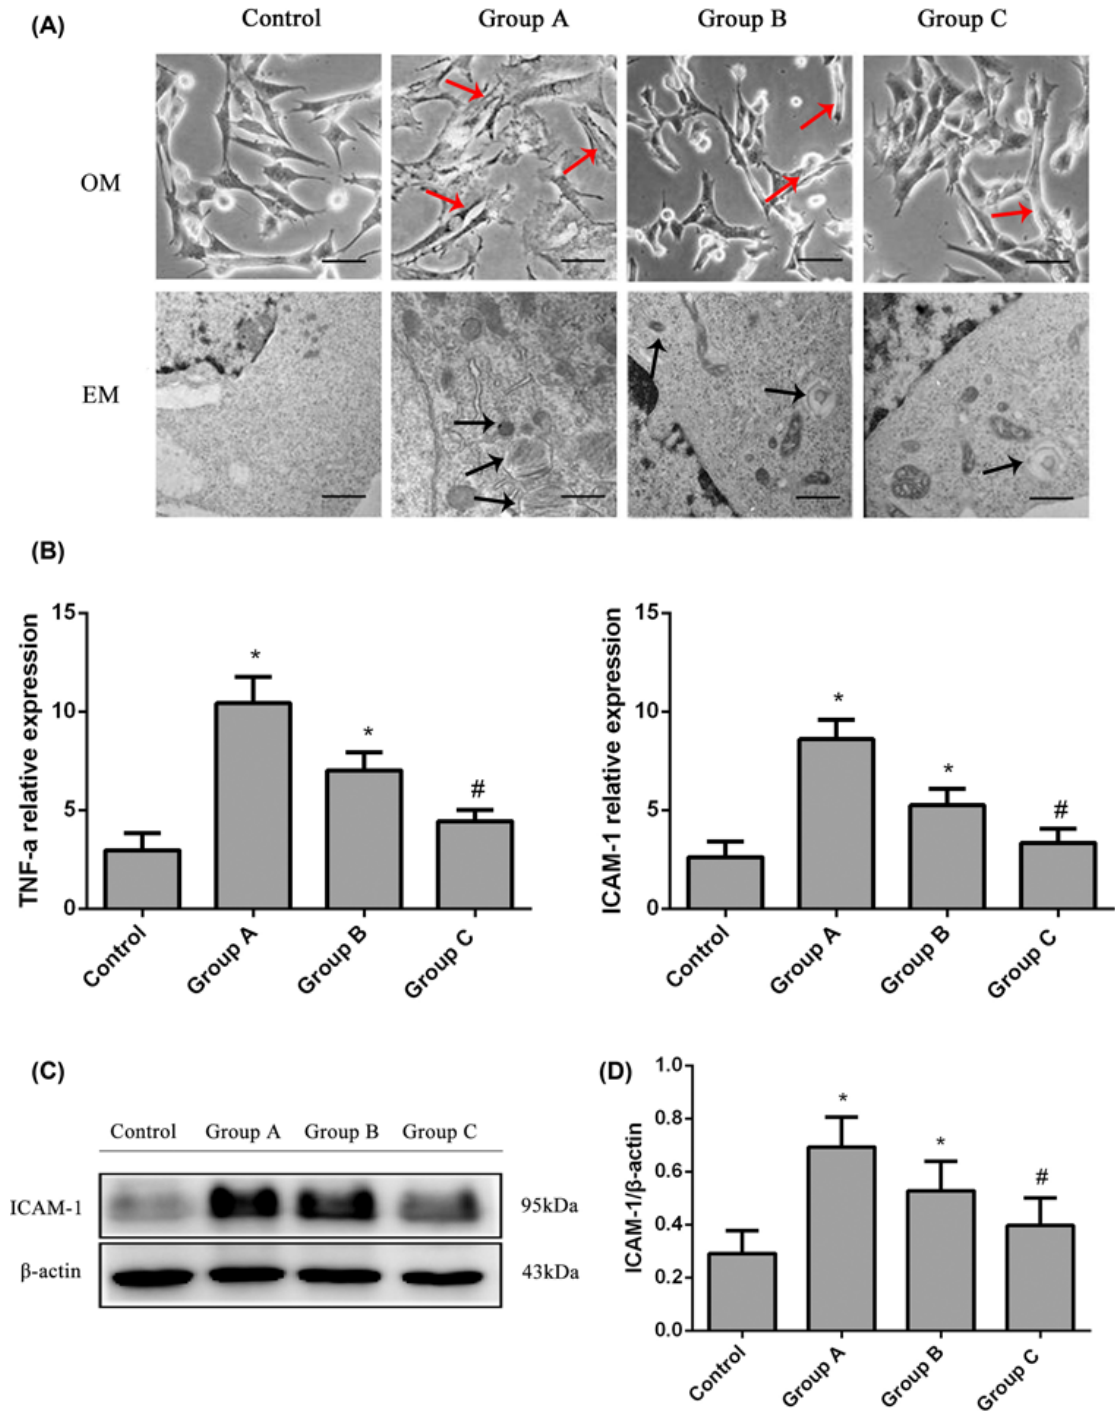 (A)
Control Group A Group B Group C
OM
EM
(B)
TNF-a relative expression
15
10
5
0
*
*
#
Control Group A Group B Group C
ICAM-1 relative expression
15
10
5
0
*
*
#
Control Group A Group B Group C
(C)
Control Group A Group B Group C
ICAM-1 95kDa
β-actin 43kDa
(D)
ICAM-1/β-actin
1.0
0.8
0.6
0.4
0.2
0.0
*
*
#
Control Group A Group B Group C